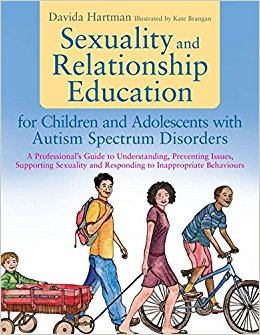 Davida Hartman Illustrated by Kate Brangan
Sexuality and
Relationship
Education
for Children and Adolescents with
Autism Spectrum Disorders
A Professional's Guide to Understanding, Preventing Issues,
Supporting Sexuality and Responding to Inappropriate Behaviours